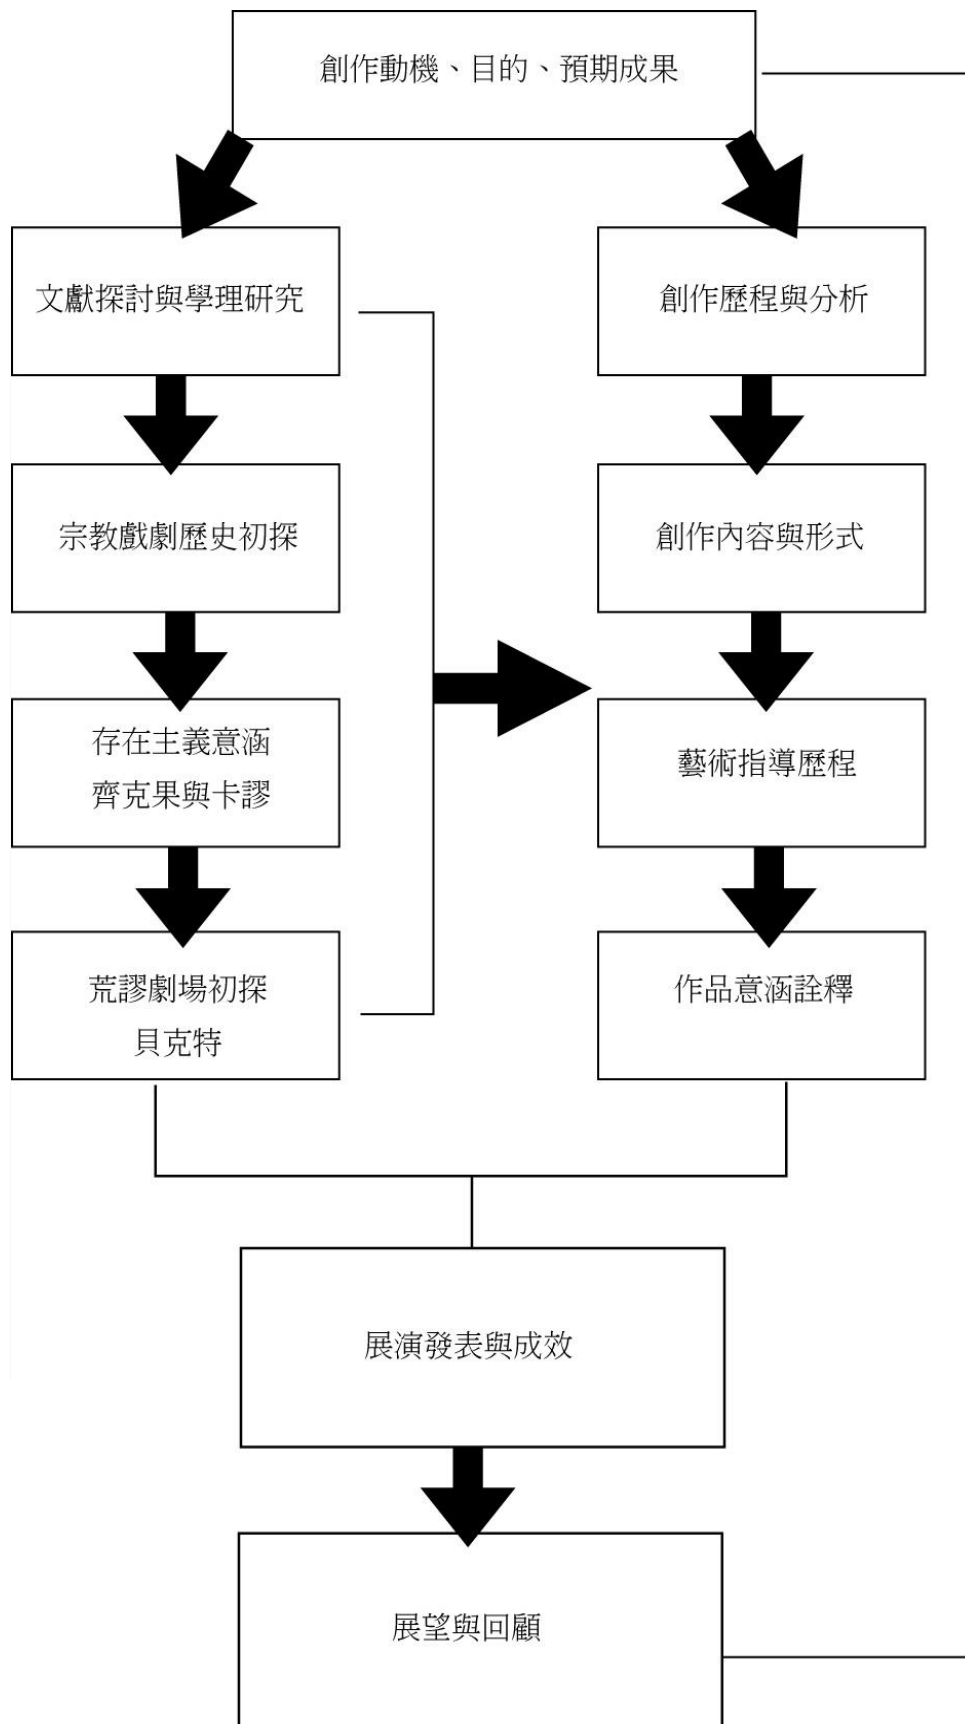 創作動機、目的、預期成果
文獻探討與學理研究
創作歷程與分析
宗教戲劇歷史初探
創作內容與形式
存在主義意涵
齊克果與卡謬
藝術指導歷程
荒謬劇場初探
貝克特
作品意涵詮釋
展演發表與成效
展望與回顧